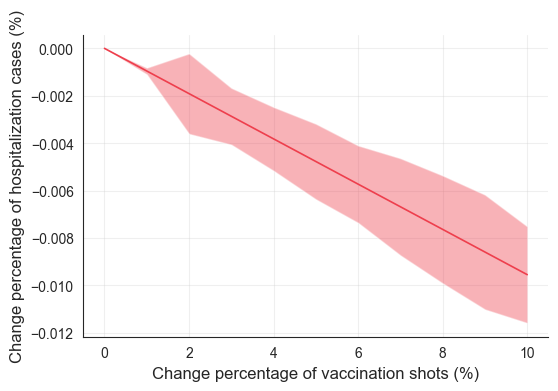 Change percentage of hospitalization cases (%)
0.000
−0.002
−0.004
−0.006
−0.008
−0.010
−0.012
0 2 4 6 8 10
Change percentage of vaccination shots (%)